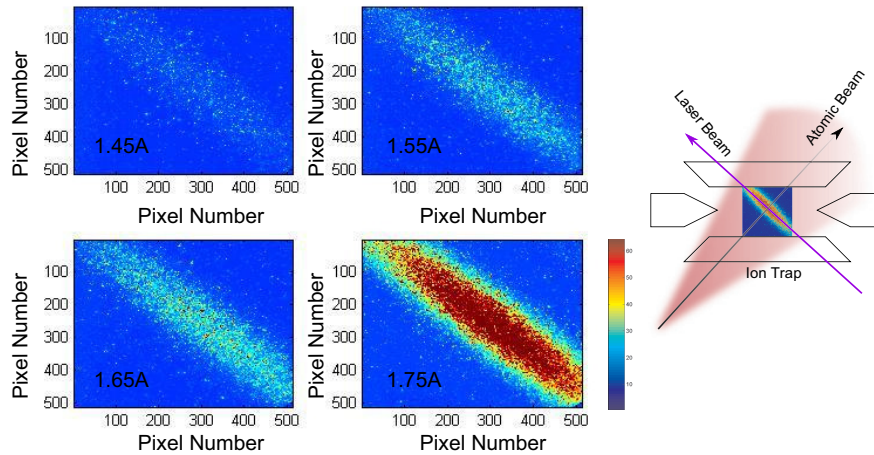 100
200
300
400
500
Pixel Number
1.45A
100 200 300 400 500
Pixel Number
100
200
300
400
500
Pixel Number
1.55A
100 200 300 400 500
Pixel Number
100
200
300
400
500
Pixel Number
1.65A
100 200 300 400 500
Pixel Number
100
200
300
400
500
Pixel Number
1.75A
100 200 300 400 500
Pixel Number
60
50
40
30
20
10
Laser Beam
Atomic Beam
Ion Trap